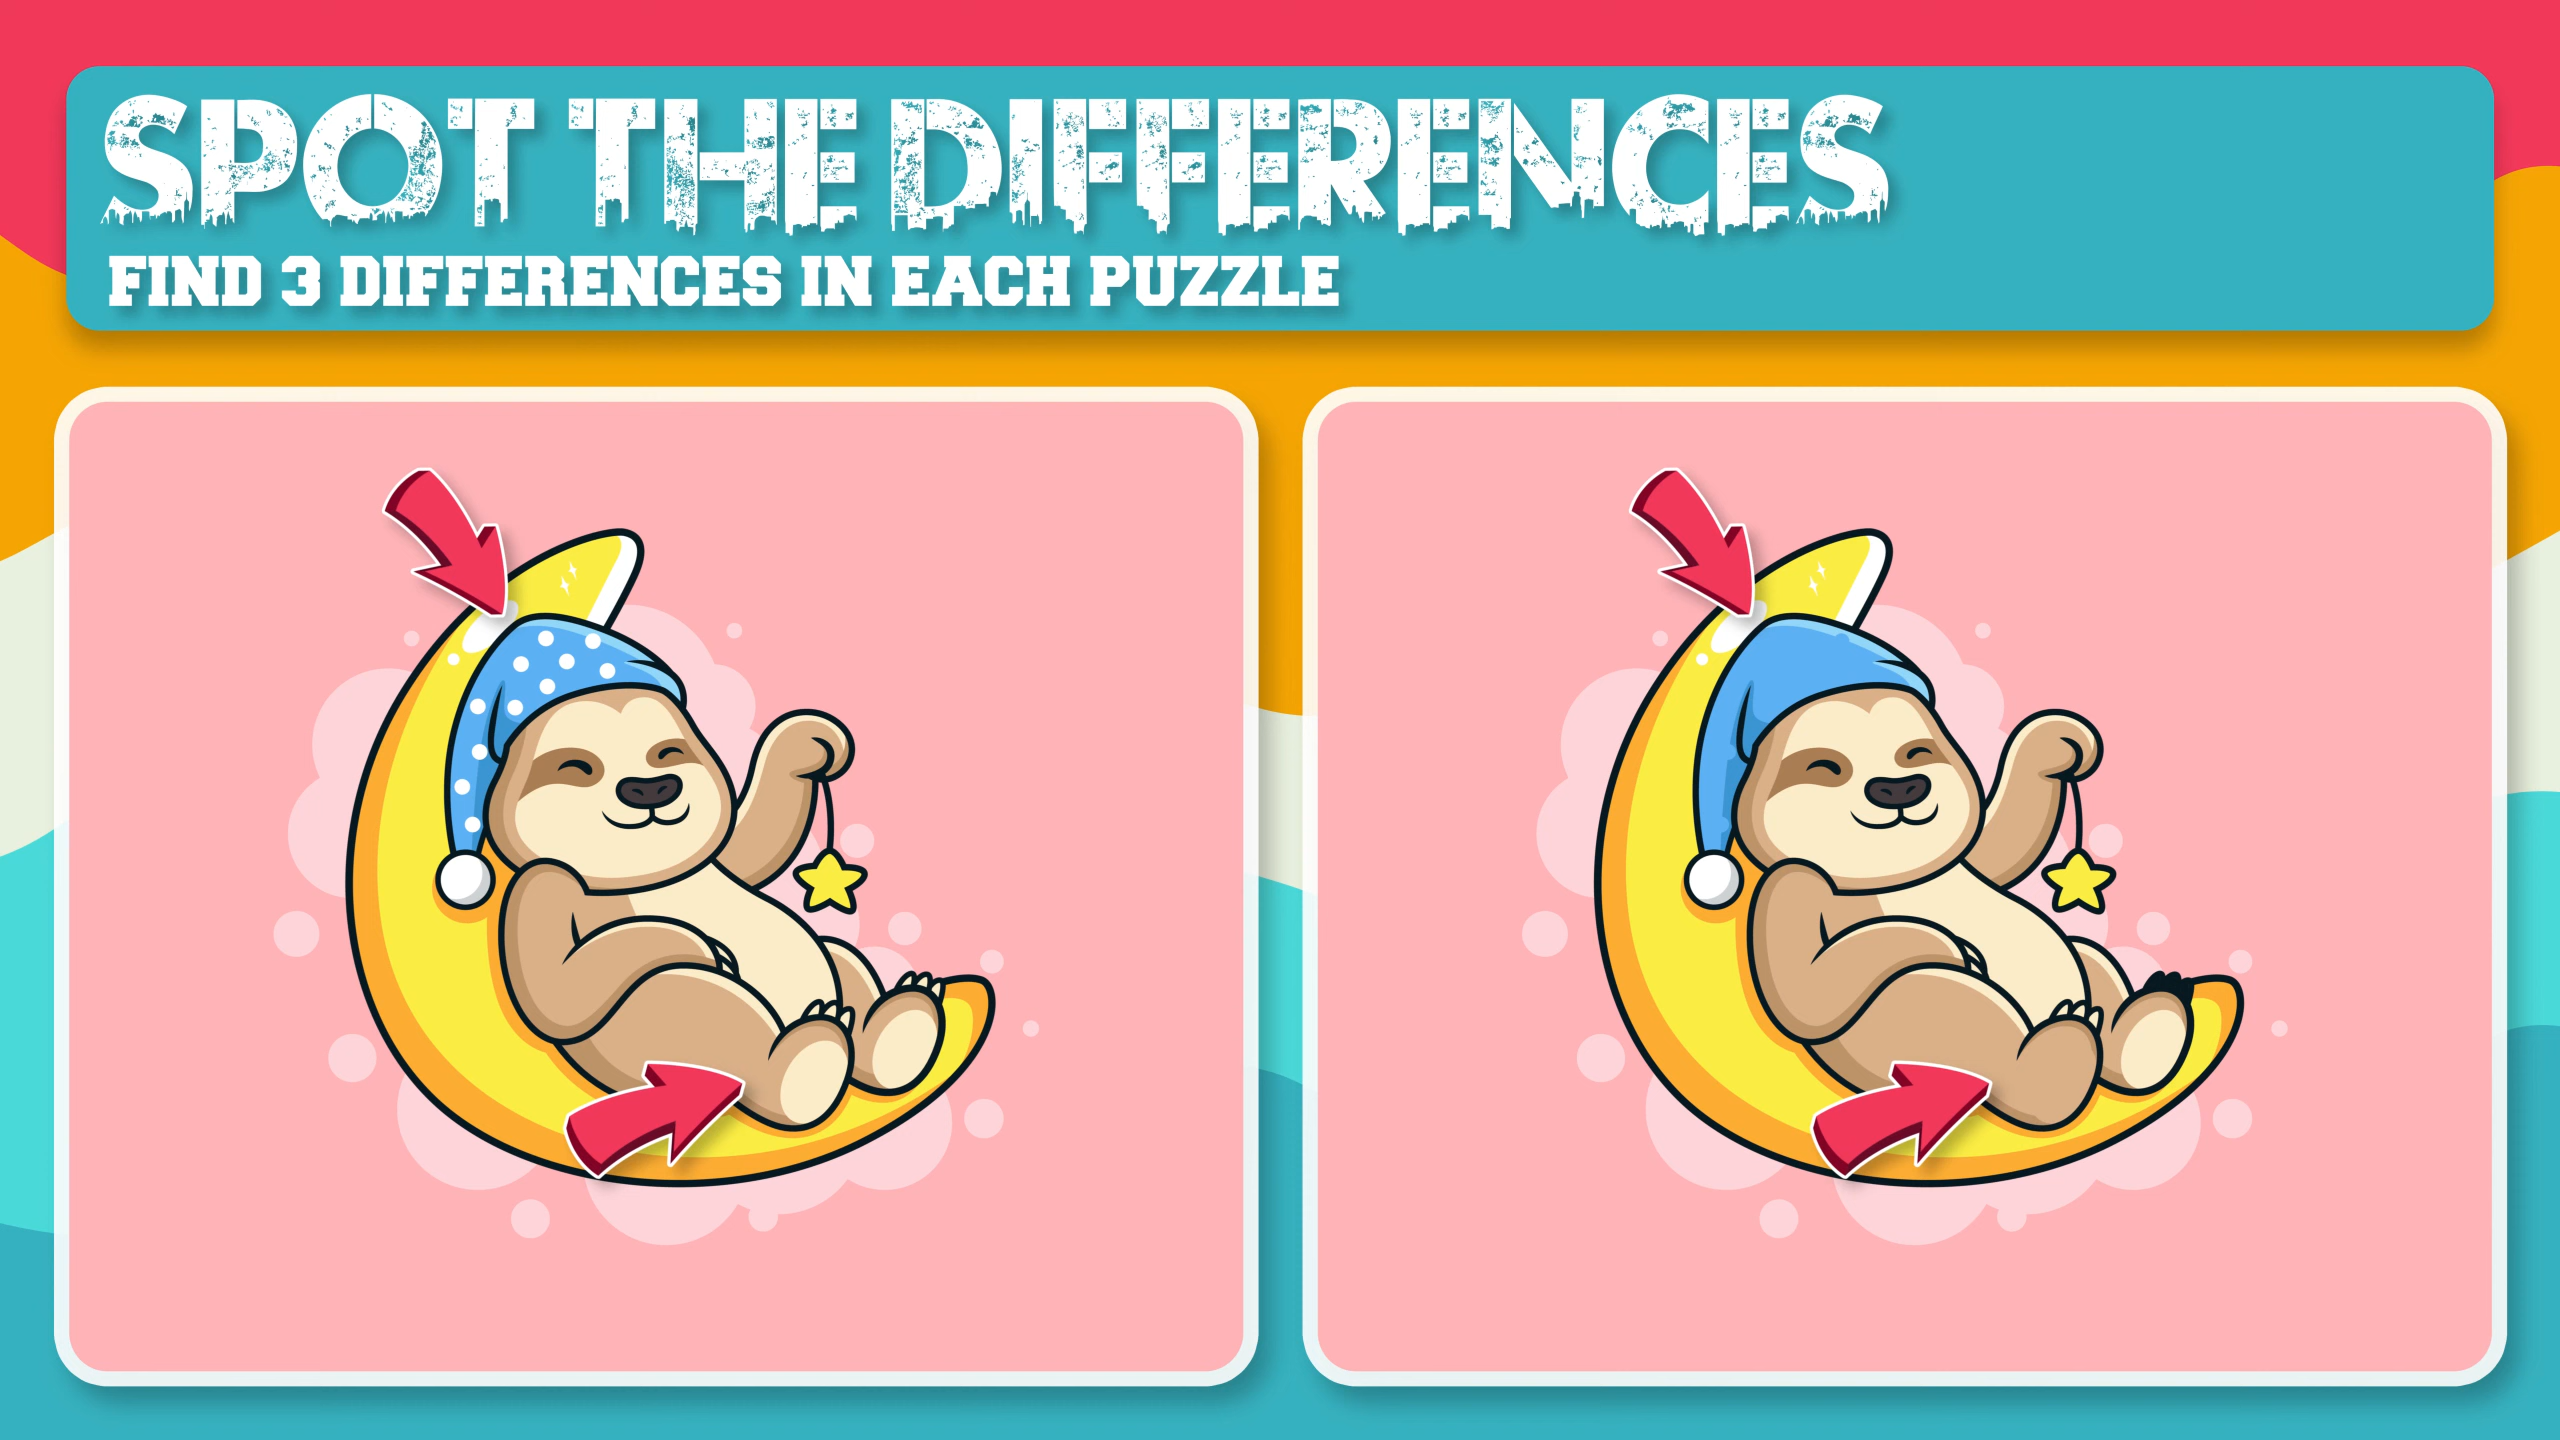 SPOT THE DIFFERENCES
FIND 3 DIFFERENCES IN EACH PUZZLE